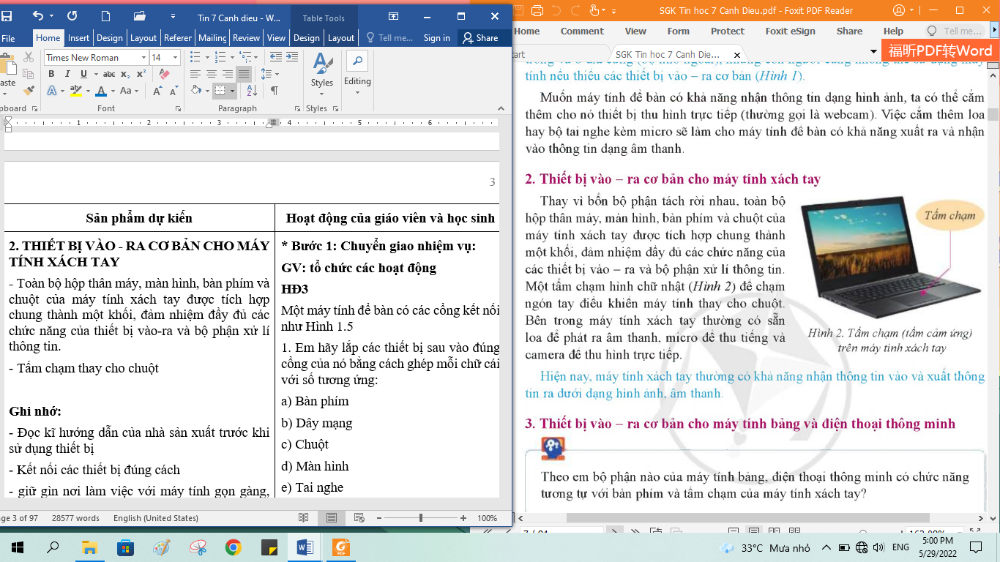 Tin 7 Canh dieu - W...
Table Tools
File
Home
Insert
Design
Layout
Referer
Mailing
Review
View
Design
Layout
Tell me...
Sign in
Share
Times New Roman
14
aste
B I U abc x₂ x²
A A Aa A A
Styles
Editing
pboard
Font
Paragraph
Styles
1 2 3 4 5 6
3
Sản phẩm dự kiến
2. THIẾT BỊ VÀO - RA CƠ BẢN CHO MÁY
TÍNH XÁCH TAY
- Toàn bộ hộp thân máy, màn hình, bàn phím và
chuột của máy tính xách tay được tích hợp
chung thành một khối, đảm nhiệm đầy đủ các
chức năng của thiết bị vào-ra và bộ phận xử lí
thông tin.
- Tấm chạm thay cho chuột
Ghi nhớ:
- Đọc kĩ hướng dẫn của nhà sản xuất trước khi
sử dụng thiết bị
- Kết nối các thiết bị đúng cách
- giữ gìn nơi làm việc với máy tính gọn gàng,
Hoạt động của giáo viên và học sinh
* Bước 1: Chuyển giao nhiệm vụ:
GV: tổ chức các hoạt động
HĐ3
Một máy tính để bàn có các cổng kết nối
như Hình 1.5
1. Em hãy lắp các thiết bị sau vào đúng
cổng của nó bằng cách ghép mỗi chữ cái
với số tương ứng:
a) Bàn phím
b) Dây mạng
c) Chuột
d) Màn hình
e) Tai nghe
ge 3 of 97
28577 words
English (United States)
100%
SGK Tin hoc 7 Canh Dieu.pdf - Foxit PDF Reader
Home
Comment
View
Form
Protect
Foxit eSign
Share
Help
Tell me...
tart
SGK Tin hoc 7 Canh Die...
福昕PDF转Word
tính nếu thiếu các thiết bị vào – ra cơ bản (Hình 1).
Muốn máy tính để bàn có khả năng nhận thông tin dạng hình ảnh, ta có thể cắm
thêm cho nó thiết bị thu hình trực tiếp (thường gọi là webcam). Việc cắm thêm loa
hay bộ tai nghe kèm micro sẽ làm cho máy tính để bàn có khả năng xuất ra và nhận
vào thông tin dạng âm thanh.
2. Thiết bị vào – ra cơ bản cho máy tính xách tay
Thay vì bốn bộ phận tách rời nhau, toàn bộ
hộp thân máy, màn hình, bàn phím và chuột của
máy tính xách tay được tích hợp chung thành
một khối, đảm nhiệm đầy đủ các chức năng của
các thiết bị vào – ra và bộ phận xử lí thông tin.
Một tấm chạm hình chữ nhật (Hình 2) để chạm
ngón tay điều khiển máy tính thay cho chuột.
Bên trong máy tính xách tay thường có sẵn
loa để phát ra âm thanh, micro để thu tiếng và
camera để thu hình trực tiếp.
Tấm chạm
Hình 2. Tấm chạm (tấm cảm ứng)
trên máy tính xách tay
Hiện nay, máy tính xách tay thường có khả năng nhận thông tin vào và xuất thông
tin ra dưới dạng hình ảnh, âm thanh.
3. Thiết bị vào – ra cơ bản cho máy tính bảng và điện thoại thông minh
Theo em bộ phận nào của máy tính bảng, điện thoại thông minh có chức năng
tương tự với bàn phím và tấm chạm của máy tính xách tay?
33°C Mưa nhỏ
ENG
5:00 PM
5/29/2022